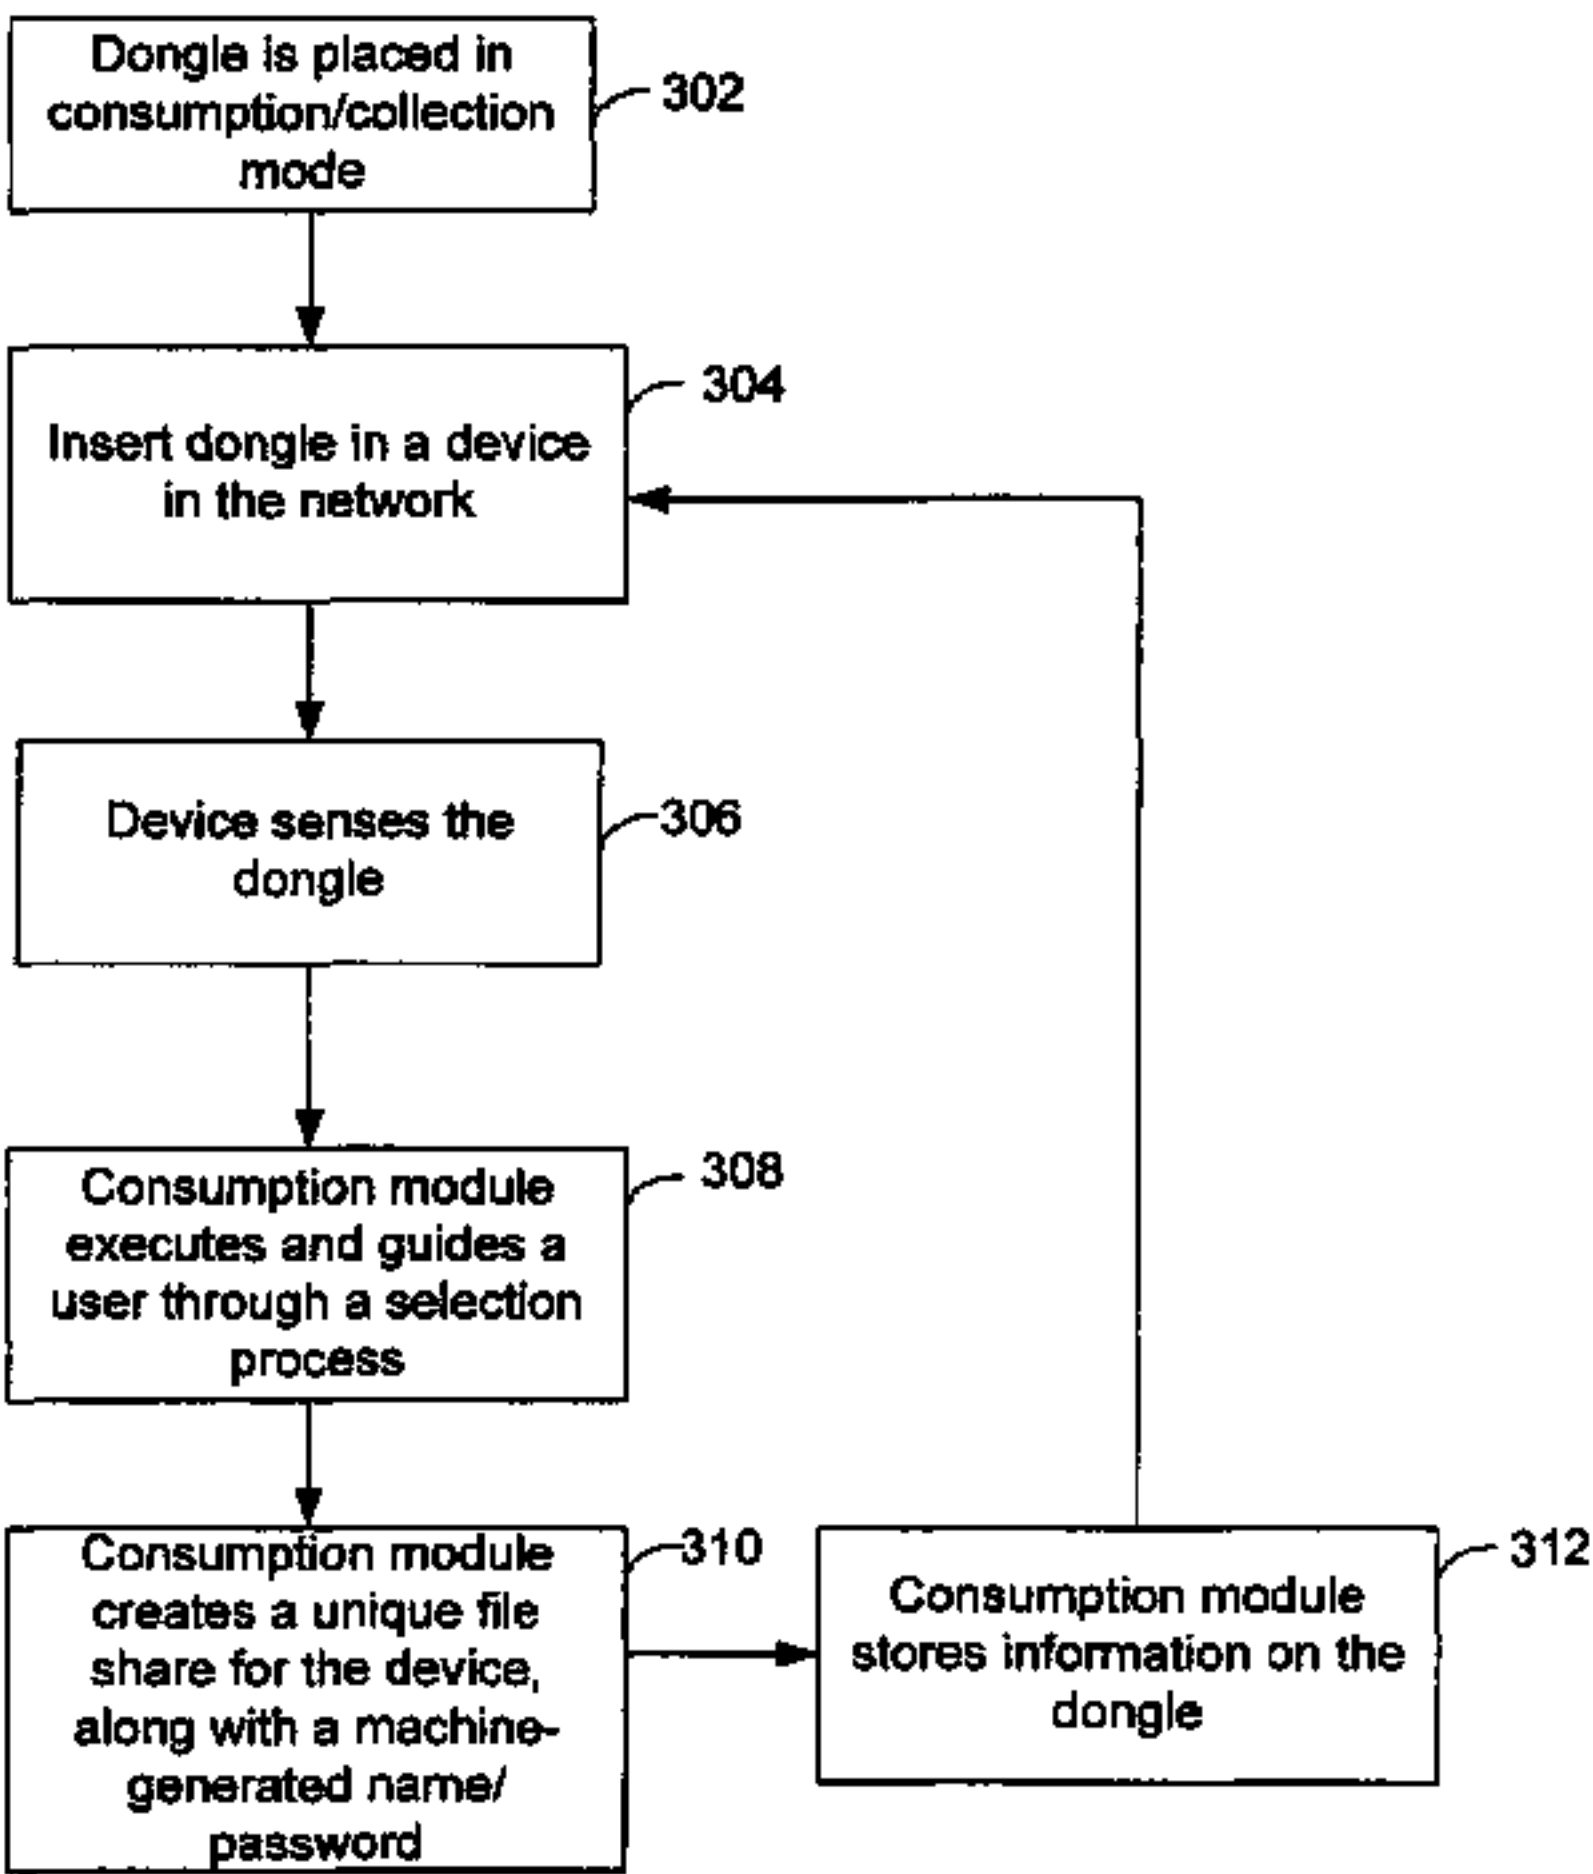 Dongle is placed in
consumption/collection
mode
302
304
Insert dongle in a device
in the network
Device senses the
dongle
306
308
Consumption module
executes and guides a
user through a selection
process
310
Consumption module
creates a unique file
share for the device,
along with a machine-
generated name/
password
312
Consumption module
stores information on the
dongle